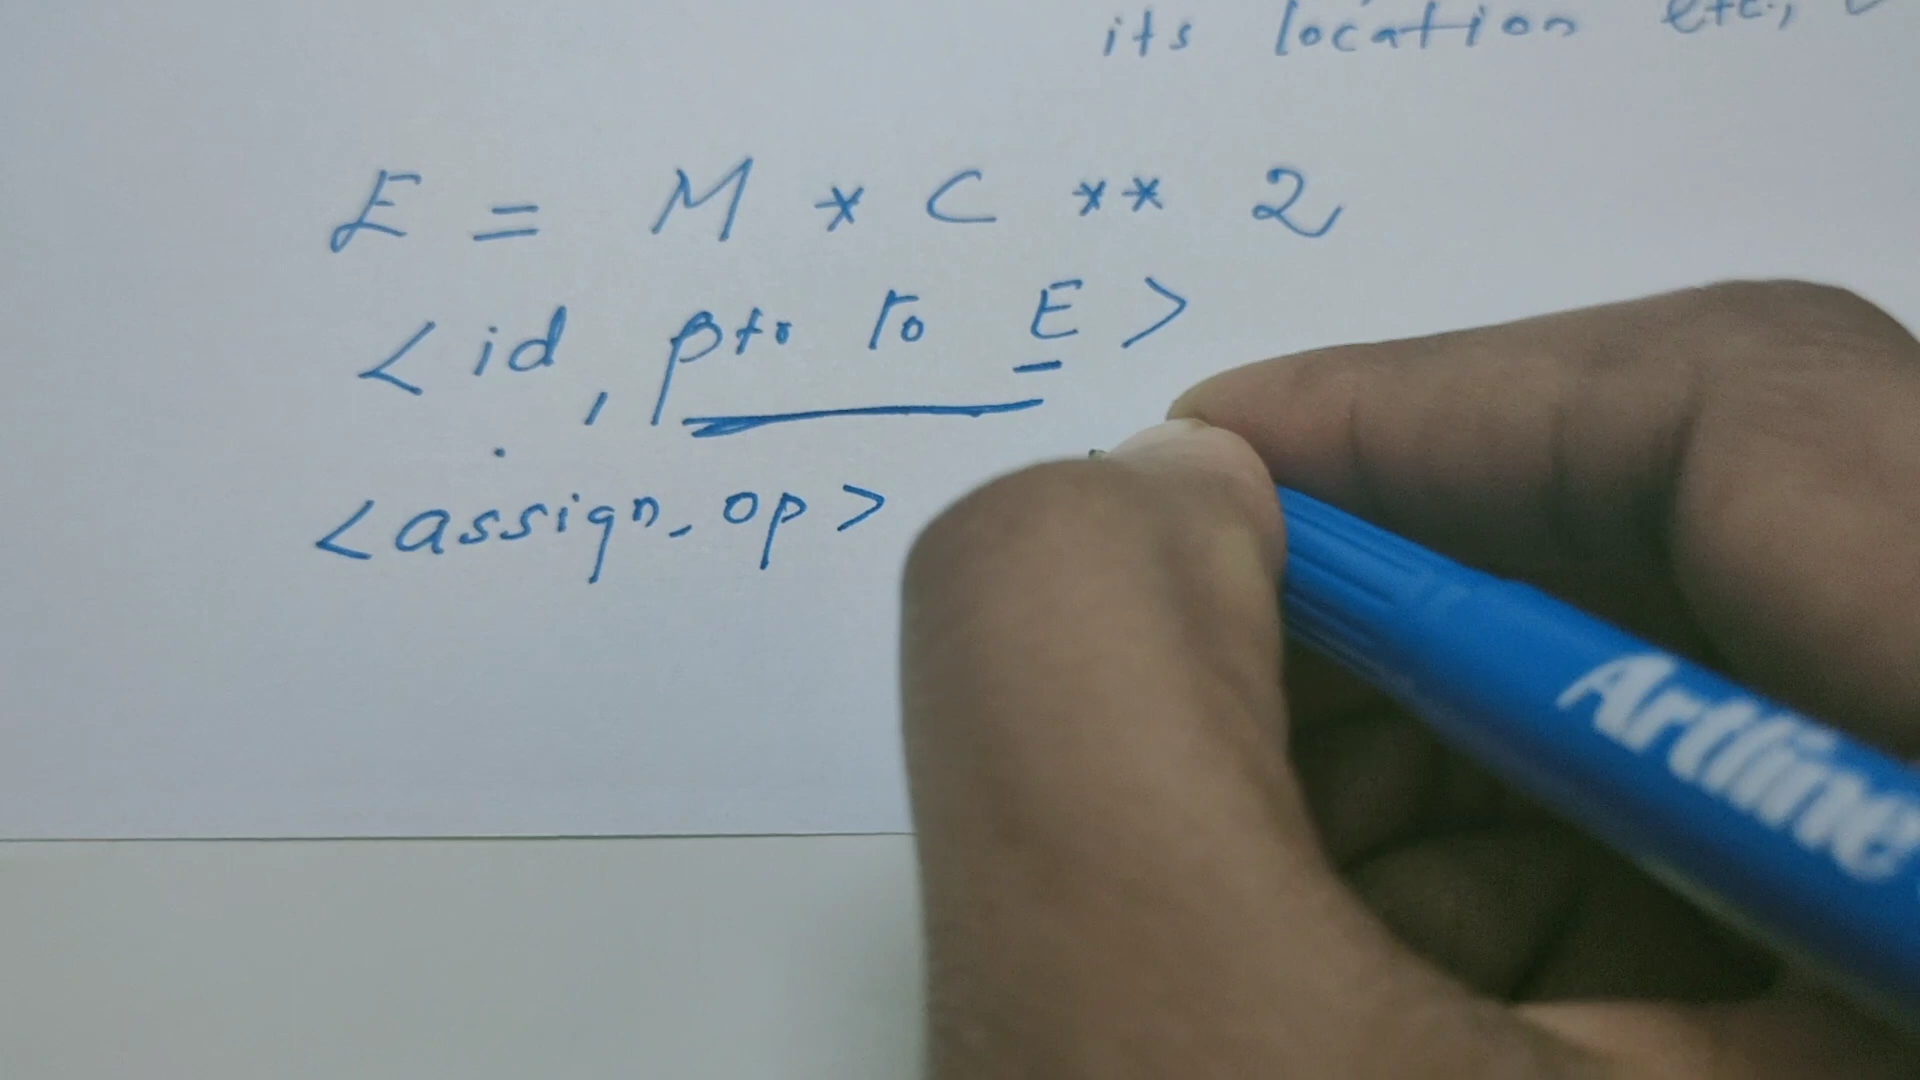 its location etc.,
E = M * C ** 2
<id, ptr to E>
<assign_op>
Artline